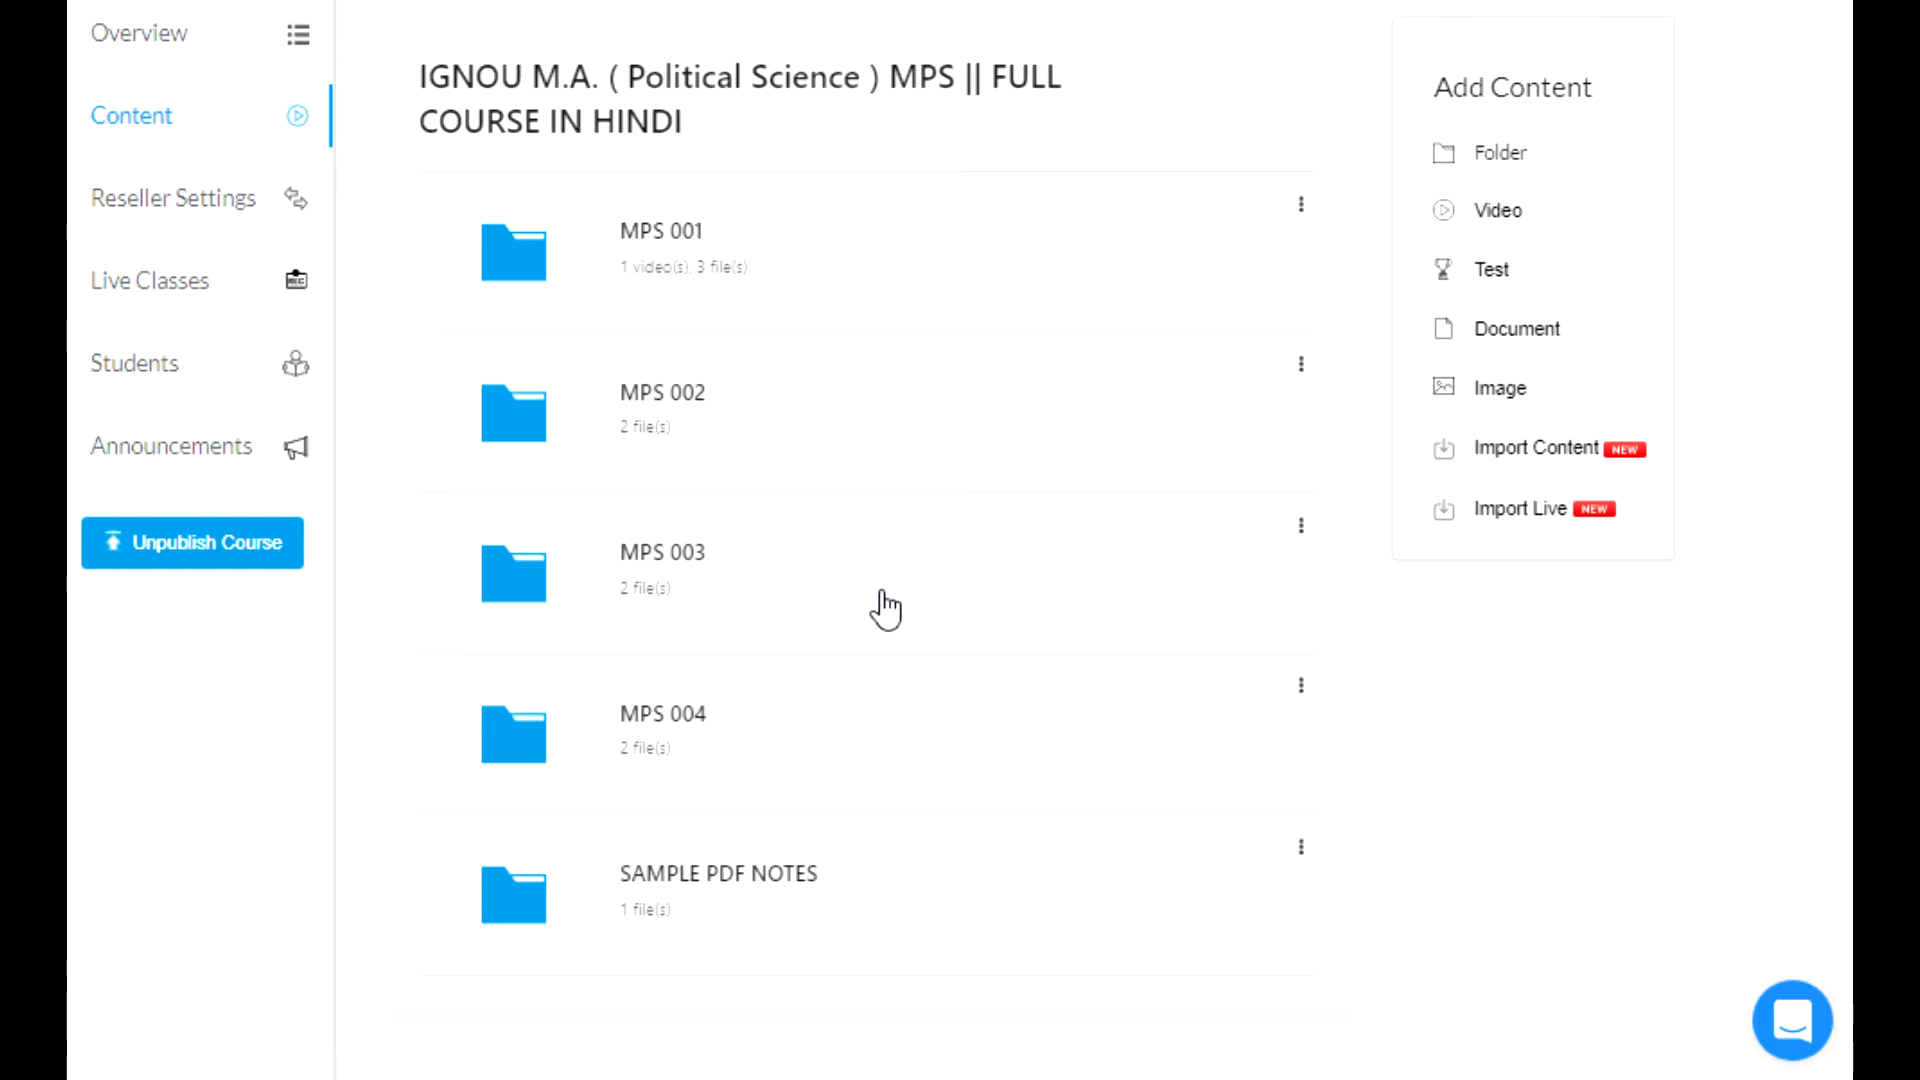 Overview
Content
Reseller Settings
Live Classes
REC
Students
Announcements
Unpublish Course
IGNOU M.A. ( Political Science ) MPS || FULL
COURSE IN HINDI
MPS 001
1 video(s), 3 file(s)
MPS 002
2 file(s)
MPS 003
2 file(s)
MPS 004
2 file(s)
SAMPLE PDF NOTES
1 file(s)
Add Content
Folder
Video
Test
Document
Image
Import Content NEW
Import Live NEW